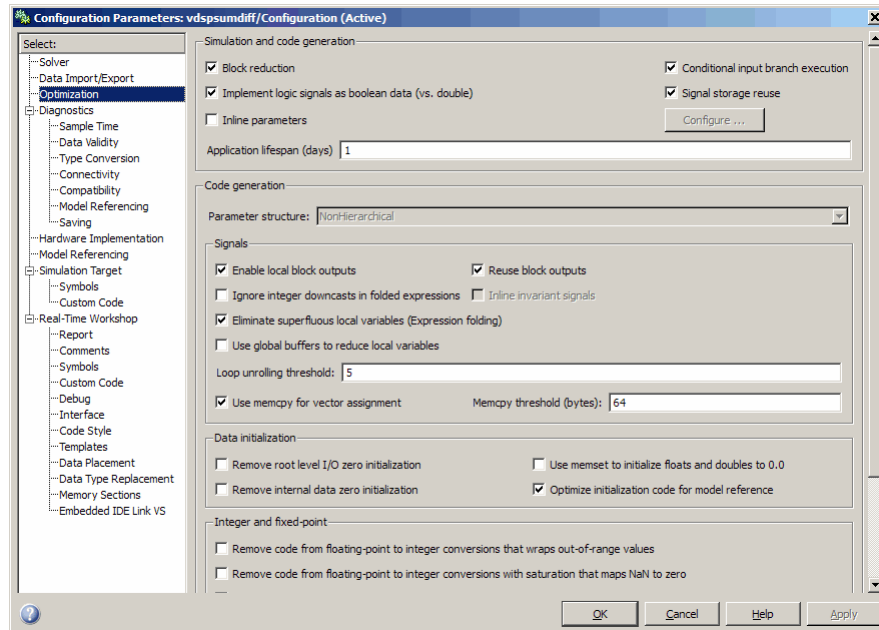 Configuration Parameters: vdspsumdiff/Configuration (Active)
Select:
Solver
Data Import/Export
Optimization
Diagnostics
Sample Time
Data Validity
Type Conversion
Connectivity
Compatibility
Model Referencing
Saving
Hardware Implementation
Model Referencing
Simulation Target
Symbols
Custom Code
Real-Time Workshop
Report
Comments
Symbols
Custom Code
Debug
Interface
Code Style
Templates
Data Placement
Data Type Replacement
Memory Sections
Embedded IDE Link VS
Simulation and code generation
Block reduction
Conditional input branch execution
Implement logic signals as boolean data (vs. double)
Signal storage reuse
Inline parameters
Configure ...
Application lifespan (days) 1
Code generation
Parameter structure: NonHierarchical
Signals
Enable local block outputs
Reuse block outputs
Ignore integer downcasts in folded expressions
Inline invariant signals
Eliminate superfluous local variables (Expression folding)
Use global buffers to reduce local variables
Loop unrolling threshold: 5
Use memcpy for vector assignment
Memcpy threshold (bytes): 64
Data initialization
Remove root level I/O zero initialization
Use memset to initialize floats and doubles to 0.0
Remove internal data zero initialization
Optimize initialization code for model reference
Integer and fixed-point
Remove code from floating-point to integer conversions that wraps out-of-range values
Remove code from floating-point to integer conversions with saturation that maps NaN to zero
OK
Cancel
Help
Apply